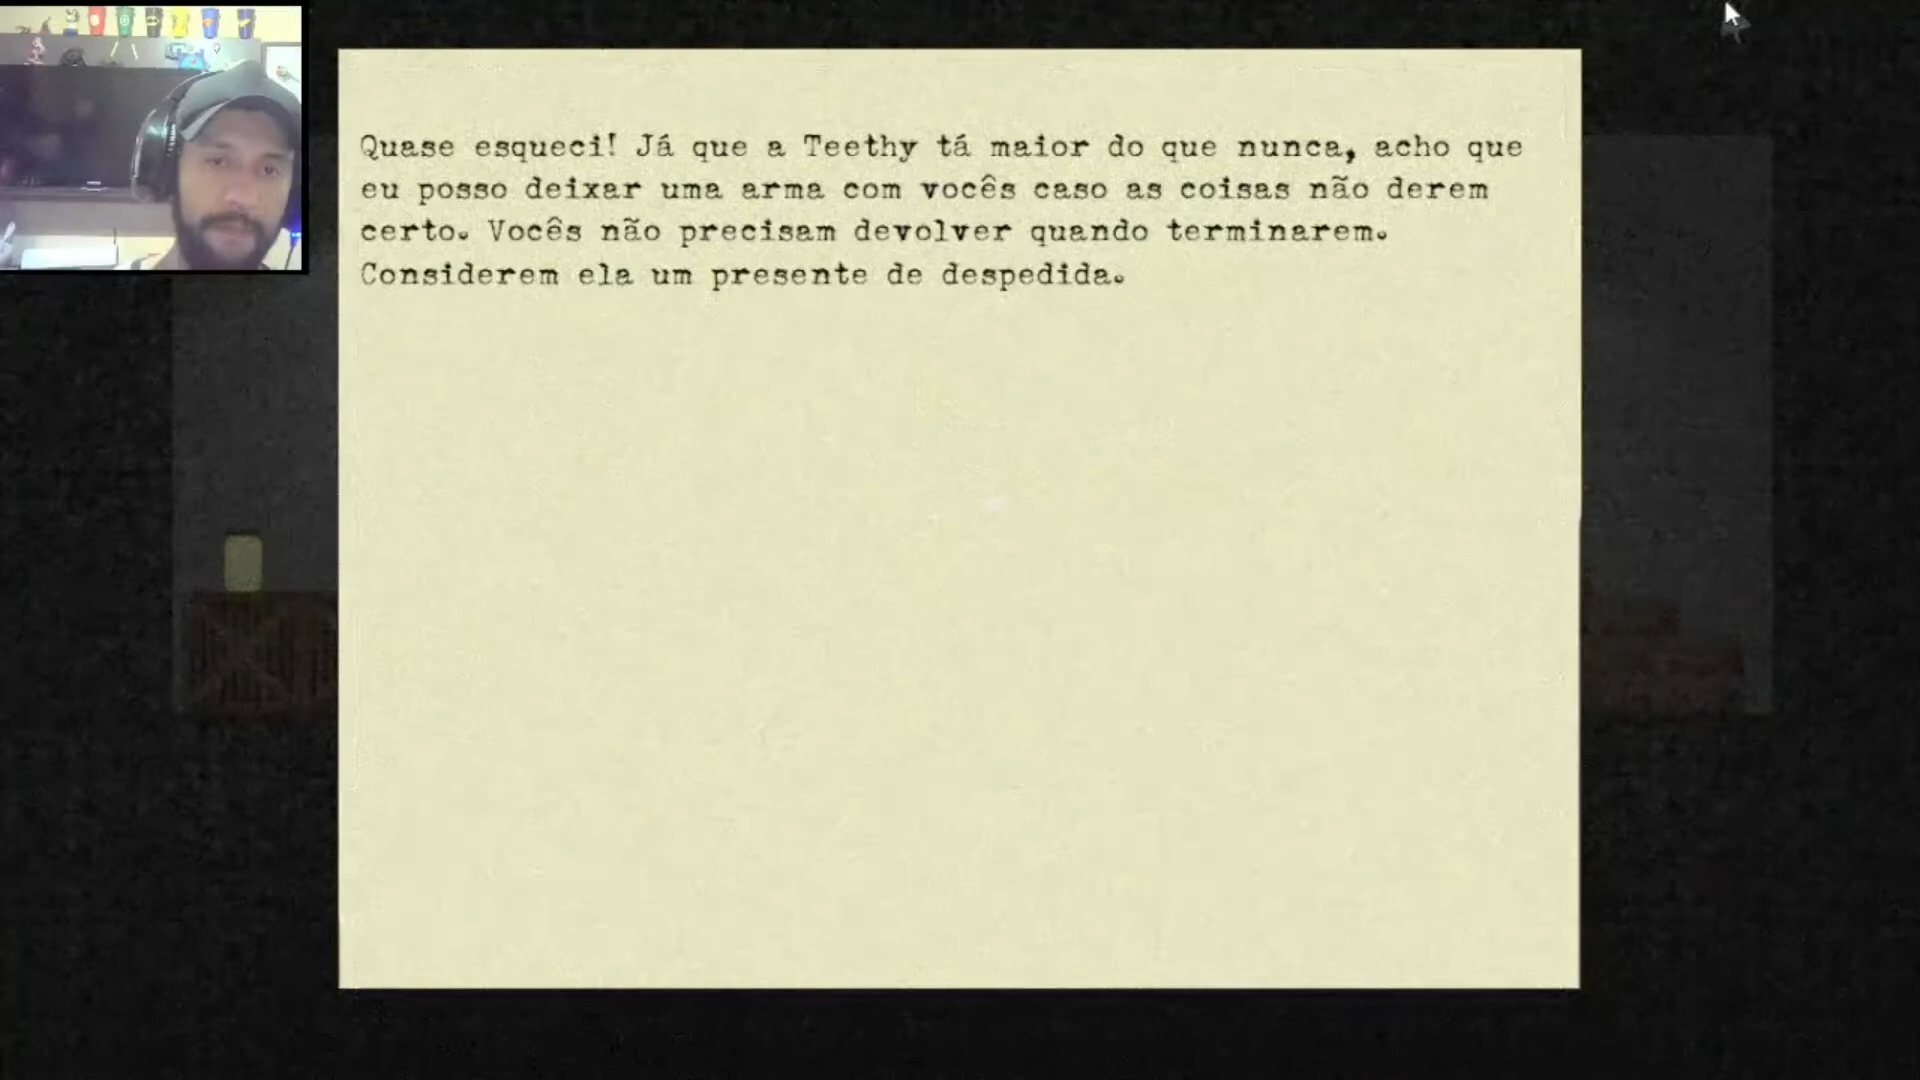 Quase esqueci! Já que a Teethy tá maior do que nunca, acho que
eu posso deixar uma arma com vocês caso as coisas não derem
certo. Vocês não precisam devolver quando terminarem.
Considerem ela um presente de despedida.